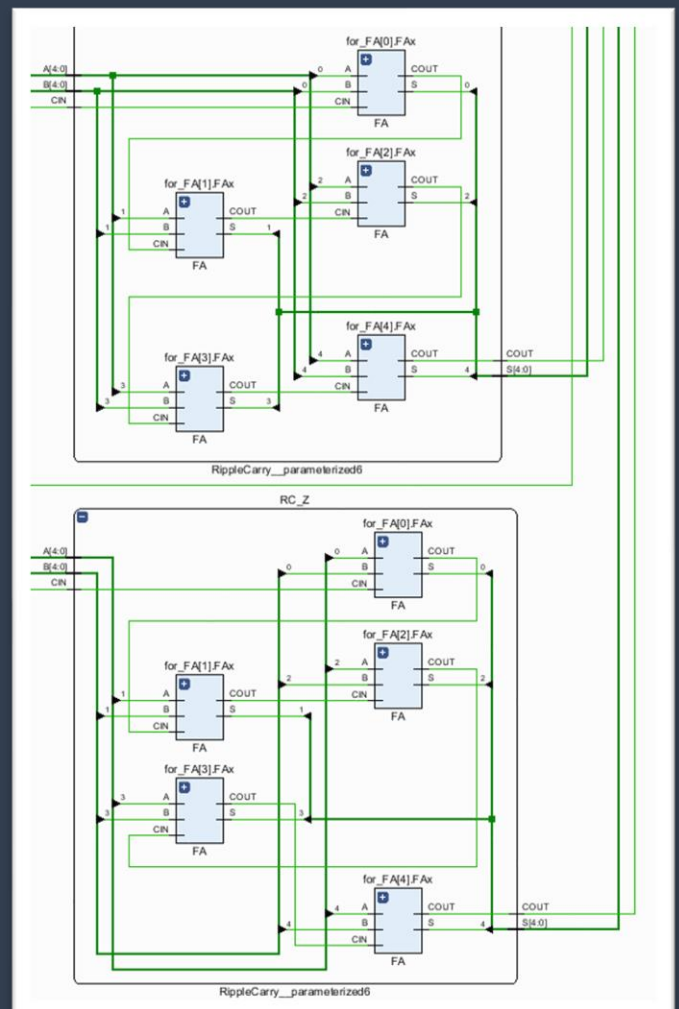 for_FA[0].FAx
A[4:0]
0
A
COUT
B[4:0]
0
B
S
0
CIN
CIN
FA
for_FA[2].FAx
for_FA[1].FAx
2
A
COUT
2
B
S
2
1
A
COUT
CIN
1
B
S
1
FA
CIN
FA
for_FA[4].FAx
for_FA[3].FAx
4
A
COUT
COUT
4
B
S
4
S[4:0]
3
A
COUT
CIN
3
B
S
3
FA
CIN
FA
RippleCarry__parameterized6
RC_Z
for_FA[0].FAx
A[4:0]
0
A
COUT
B[4:0]
0
B
S
0
CIN
CIN
FA
for_FA[2].FAx
for_FA[1].FAx
2
A
COUT
2
B
S
2
1
A
COUT
CIN
1
B
S
1
FA
CIN
FA
for_FA[3].FAx
3
A
COUT
3
B
S
3
CIN
FA
for_FA[4].FAx
4
A
COUT
COUT
4
B
S
4
S[4:0]
CIN
FA
RippleCarry__parameterized6